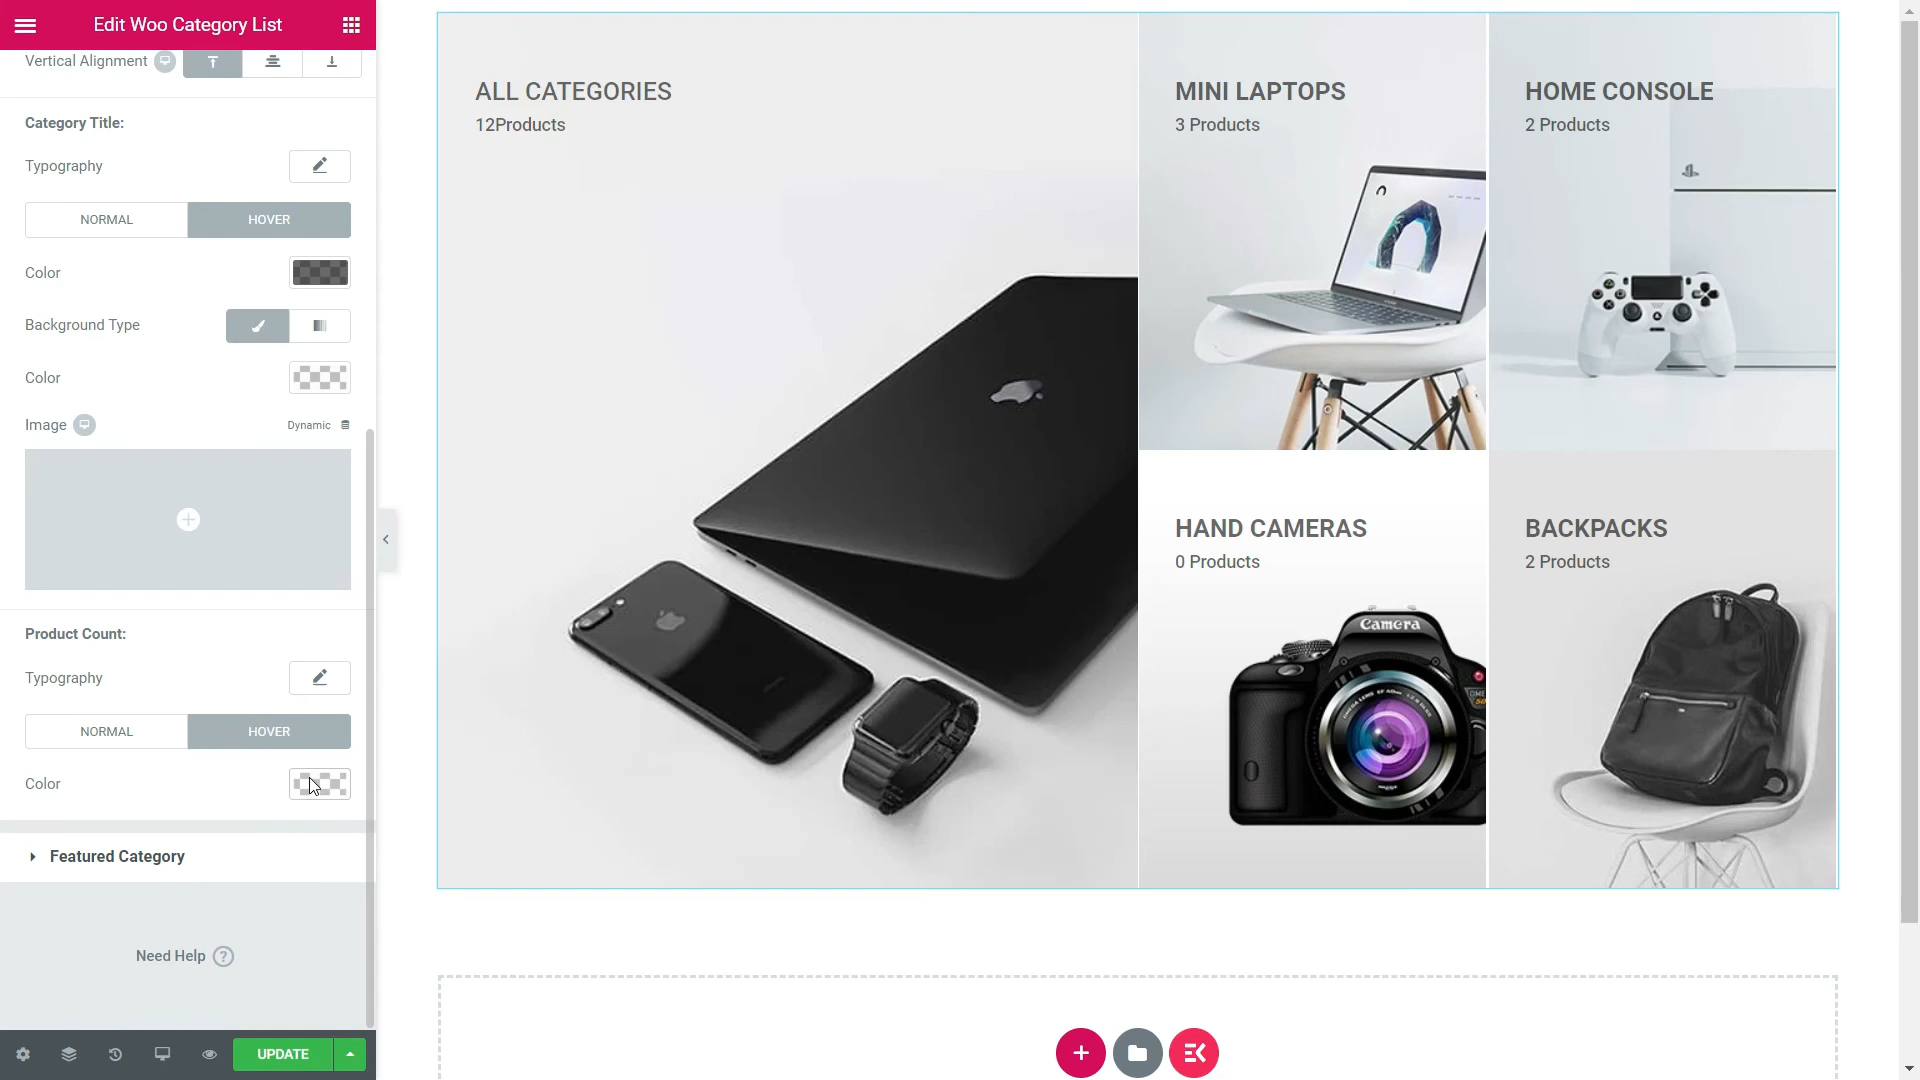 Edit Woo Category List
Vertical Alignment
Category Title:
Typography
NORMAL
HOVER
Color
Background Type
Color
Image
Dynamic
Product Count:
Typography
NORMAL
HOVER
Color
Featured Category
Need Help ?
UPDATE
ALL CATEGORIES
12Products
MINI LAPTOPS
3 Products
HOME CONSOLE
2 Products
HAND CAMERAS
0 Products
Camera
BACKPACKS
2 Products